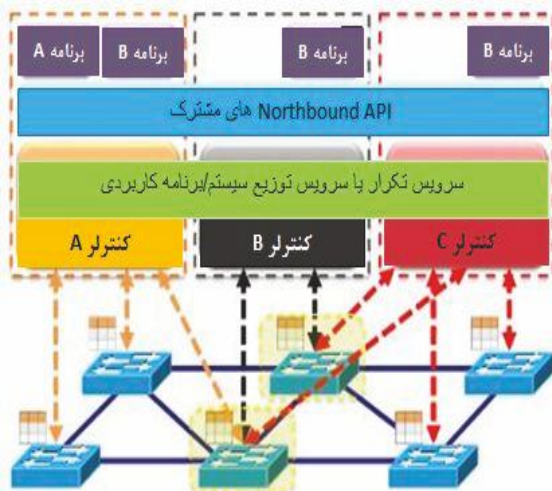 برنامه A
برنامه B
برنامه B
برنامه B
Northbound API های مشترک
سرویس تکرار یا سرویس توزیع سیستم/برنامه کاربردی
کنترلر A
کنترلر B
کنترلر C